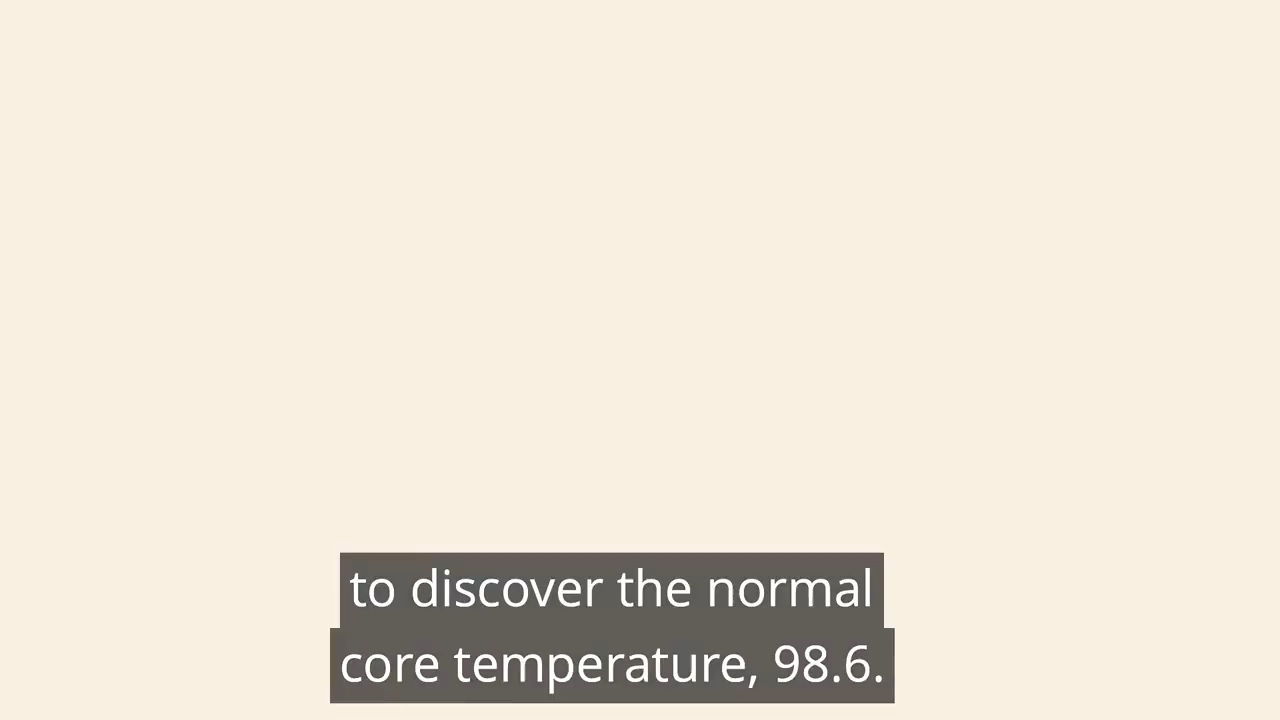 to discover the normal
core temperature, 98.6.